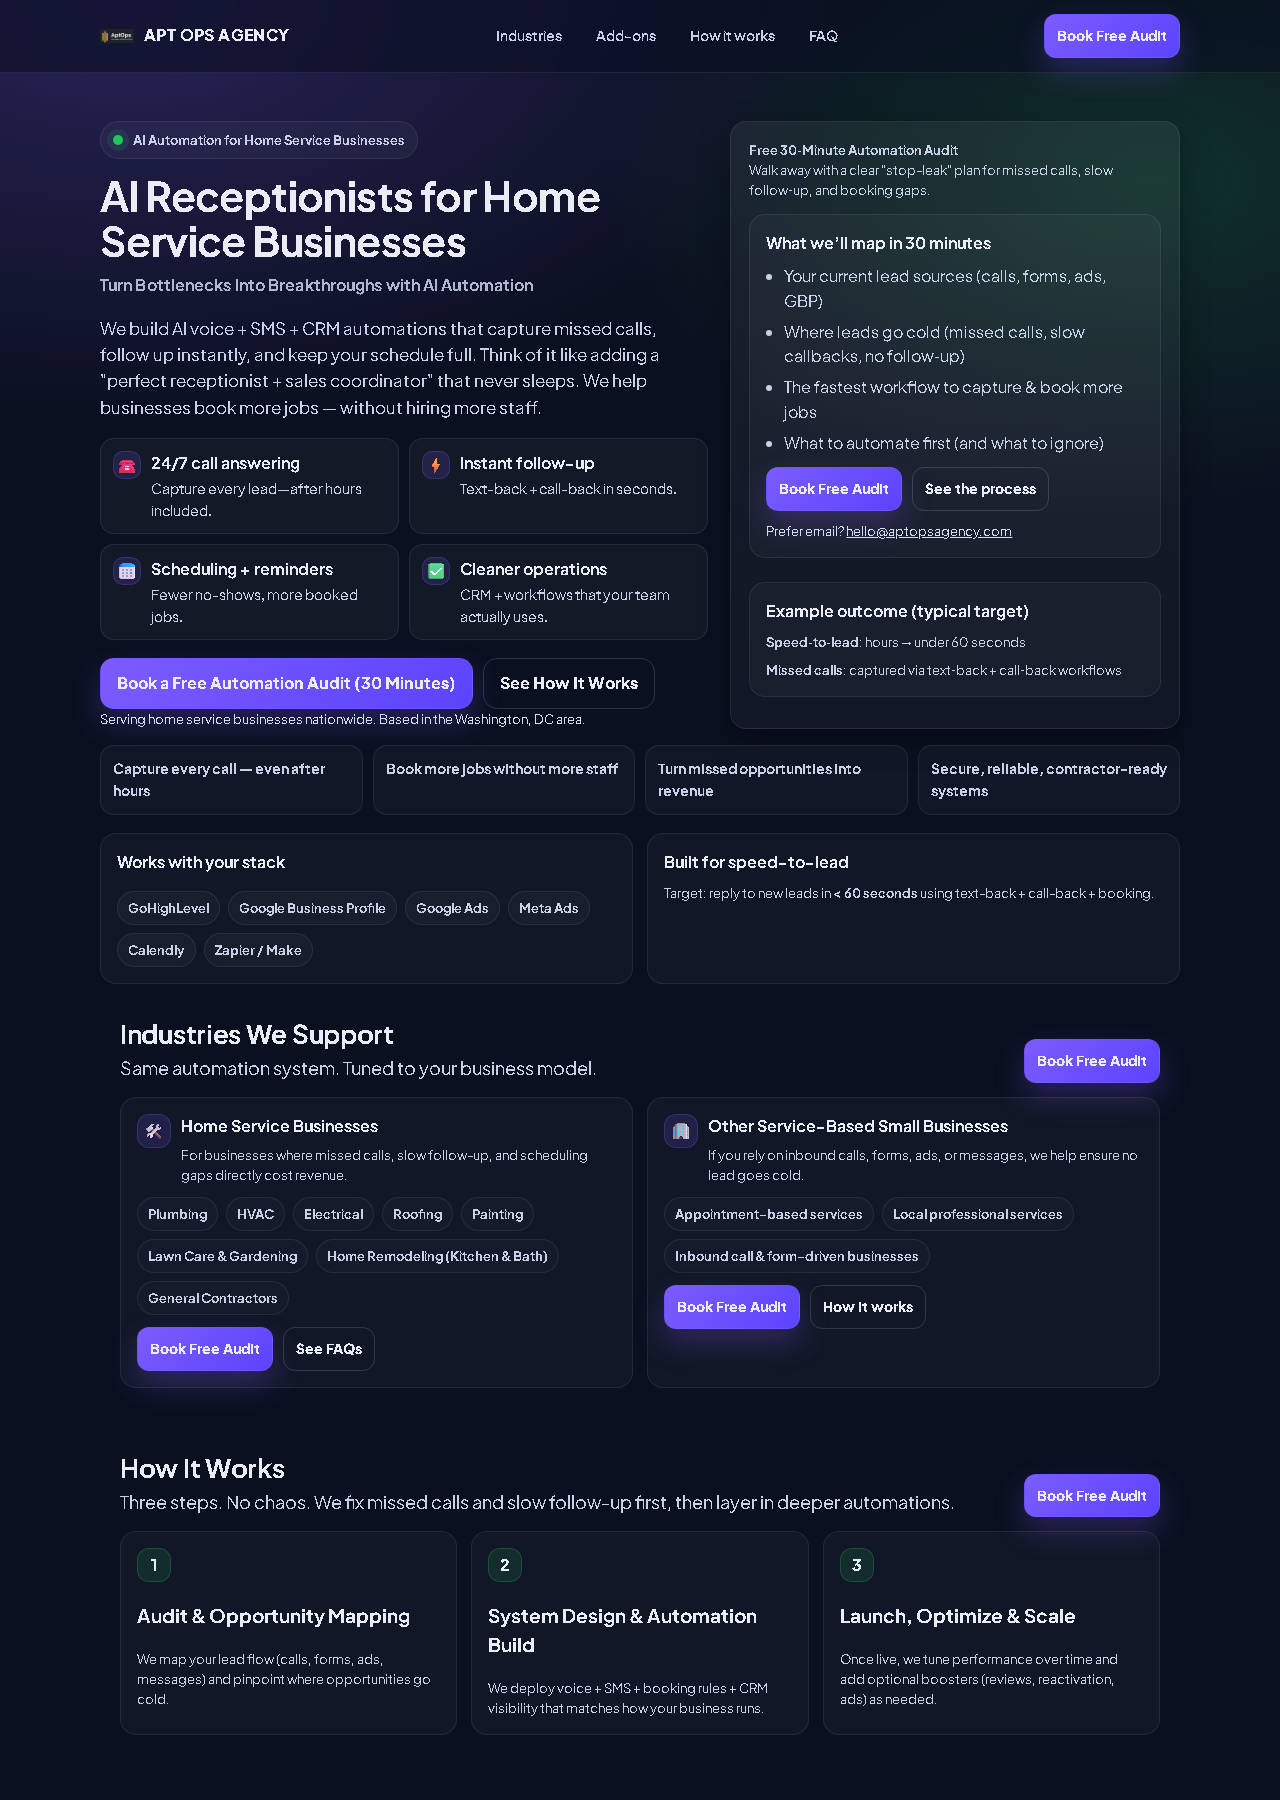 AptOps
APT OPS AGENCY
Industries
Add-ons
How it works
FAQ
Book Free Audit
AI Automation for Home Service Businesses
AI Receptionists for Home
Service Businesses
Turn Bottlenecks Into Breakthroughs with AI Automation
We build AI voice + SMS + CRM automations that capture missed calls,
follow up instantly, and keep your schedule full. Think of it like adding a
"perfect receptionist + sales coordinator" that never sleeps. We help
businesses book more jobs — without hiring more staff.
24/7 call answering
Capture every lead—after hours
included.
Instant follow-up
Text-back + call-back in seconds.
Scheduling + reminders
Fewer no-shows, more booked
jobs.
Cleaner operations
CRM + workflows that your team
actually uses.
Book a Free Automation Audit (30 Minutes)
See How It Works
Serving home service businesses nationwide. Based in the Washington, DC area.
Free 30-Minute Automation Audit
Walk away with a clear "stop-leak" plan for missed calls, slow
follow-up, and booking gaps.
What we'll map in 30 minutes
• Your current lead sources (calls, forms, ads,
GBP)
• Where leads go cold (missed calls, slow
callbacks, no follow-up)
• The fastest workflow to capture & book more
jobs
• What to automate first (and what to ignore)
Book Free Audit
See the process
Prefer email? hello@aptopsagency.com
Example outcome (typical target)
Speed-to-lead: hours → under 60 seconds
Missed calls: captured via text-back + call-back workflows
Capture every call — even after
hours
Book more jobs without more staff
Turn missed opportunities into
revenue
Secure, reliable, contractor-ready
systems
Works with your stack
GoHighLevel
Google Business Profile
Google Ads
Meta Ads
Calendly
Zapier / Make
Built for speed-to-lead
Target: reply to new leads in < 60 seconds using text-back + call-back + booking.
Industries We Support
Same automation system. Tuned to your business model.
Book Free Audit
Home Service Businesses
For businesses where missed calls, slow follow-up, and scheduling
gaps directly cost revenue.
Plumbing
HVAC
Electrical
Roofing
Painting
Lawn Care & Gardening
Home Remodeling (Kitchen & Bath)
General Contractors
Book Free Audit
See FAQs
Other Service-Based Small Businesses
If you rely on inbound calls, forms, ads, or messages, we help ensure no
lead goes cold.
Appointment-based services
Local professional services
Inbound call & form-driven businesses
Book Free Audit
How it works
How It Works
Three steps. No chaos. We fix missed calls and slow follow-up first, then layer in deeper automations.
Book Free Audit
1
Audit & Opportunity Mapping
We map your lead flow (calls, forms, ads,
messages) and pinpoint where opportunities go
cold.
2
System Design & Automation
Build
We deploy voice + SMS + booking rules + CRM
visibility that matches how your business runs.
3
Launch, Optimize & Scale
Once live, we tune performance over time and
add optional boosters (reviews, reactivation,
ads) as needed.